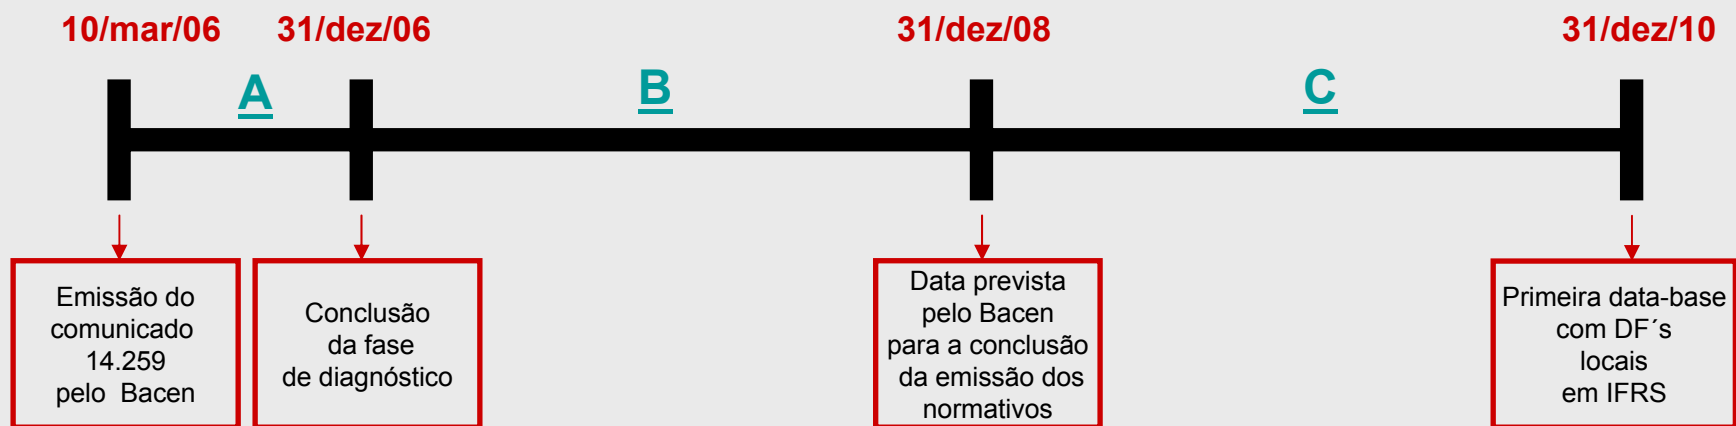 10/mar/06
31/dez/06
31/dez/08
31/dez/10
A
B
C
Emissão do
comunicado
14.259
pelo Bacen
Conclusão
da fase
de diagnóstico
Data prevista
pelo Bacen
para a conclusão
da emissão dos
normativos
Primeira data-base
com DF´s
locais
em IFRS